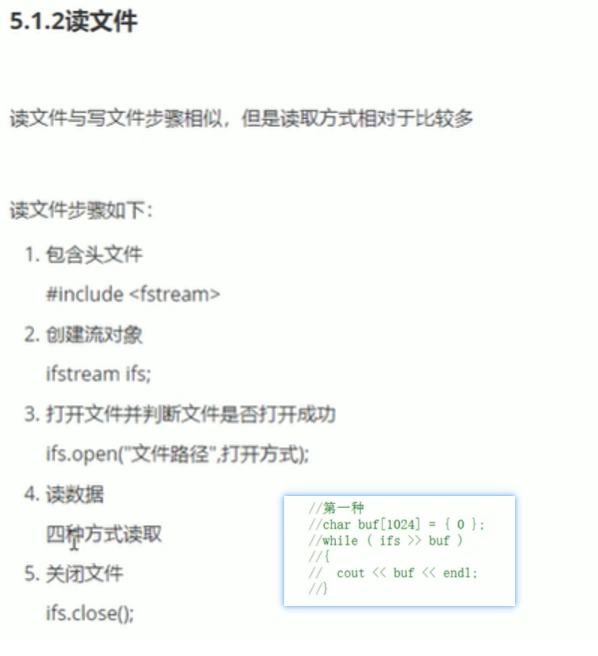 5.1.2读文件
读文件与写文件步骤相似，但是读取方式相对于比较多
读文件步骤如下：
1. 包含头文件
#include <fstream>
2. 创建流对象
ifstream ifs;
3. 打开文件并判断文件是否打开成功
ifs.open("文件路径",打开方式);
4. 读数据
四种方式读取
5. 关闭文件
ifs.close();
//第一种
//char buf[1024] = { 0 };
//while ( ifs >> buf )
//{
//  cout << buf << endl;
//}